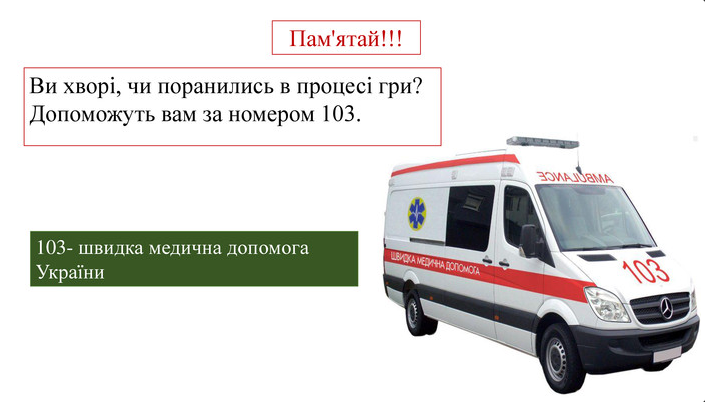 Пам'ятай!!!
Ви хворі, чи поранились в процесі гри?
Допоможуть вам за номером 103.
103- швидка медична допомога
України
AMBULANCE
ШВИДКА МЕДИЧНА ДОПОМОГА
103